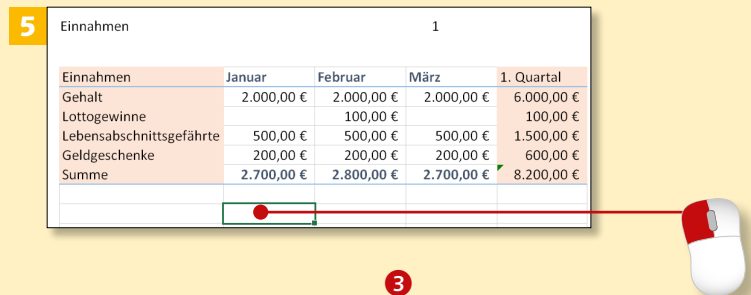 5
Einnahmen 1
Einnahmen Januar Februar März 1. Quartal
Gehalt 2.000,00 € 2.000,00 € 2.000,00 € 6.000,00 €
Lottogewinne 100,00 € 100,00 €
Lebensabschnittsgefährte 500,00 € 500,00 € 500,00 € 1.500,00 €
Geldgeschenke 200,00 € 200,00 € 200,00 € 600,00 €
Summe 2.700,00 € 2.800,00 € 2.700,00 € 8.200,00 €
3